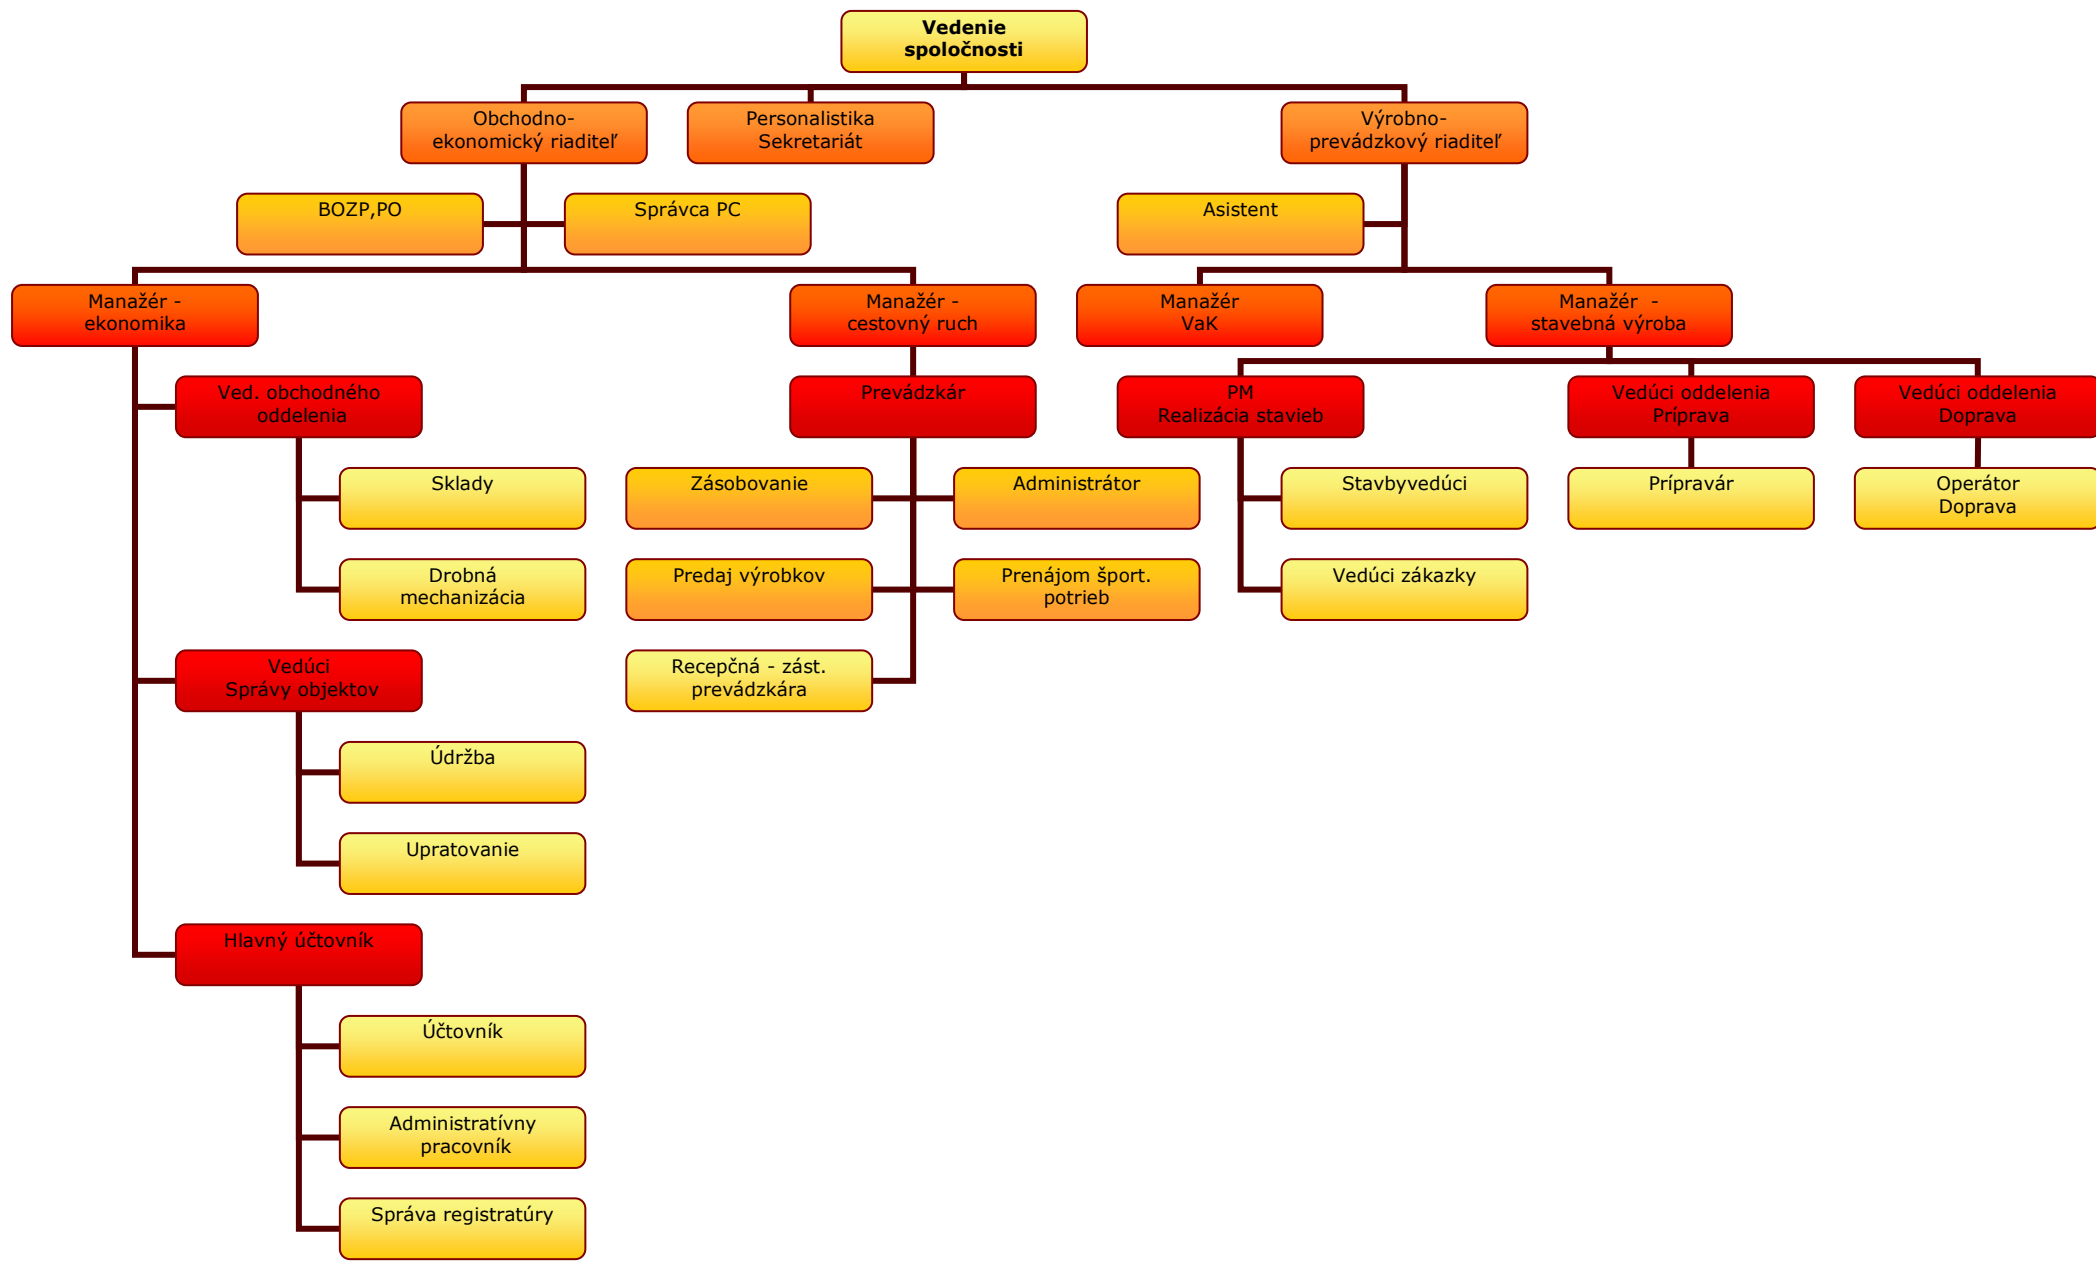 Vedenie
spoločnosti
Obchodno-
ekonomický riaditeľ
Personalistika
Sekretariát
Výrobno-
prevádzkový riaditeľ
BOZP,PO
Správca PC
Asistent
Manažér -
ekonomika
Manažér -
cestovný ruch
Manažér
VaK
Manažér  -
stavebná výroba
Ved. obchodného
oddelenia
Prevádzkár
PM
Realizácia stavieb
Vedúci oddelenia
Príprava
Vedúci oddelenia
Doprava
Sklady
Zásobovanie
Administrátor
Stavbyvedúci
Prípravár
Operátor
Doprava
Drobná
mechanizácia
Predaj výrobkov
Prenájom šport.
potrieb
Vedúci zákazky
Vedúci
Správy objektov
Recepčná - zást.
prevádzkára
Údržba
Upratovanie
Hlavný účtovník
Účtovník
Administratívny
pracovník
Správa registratúry